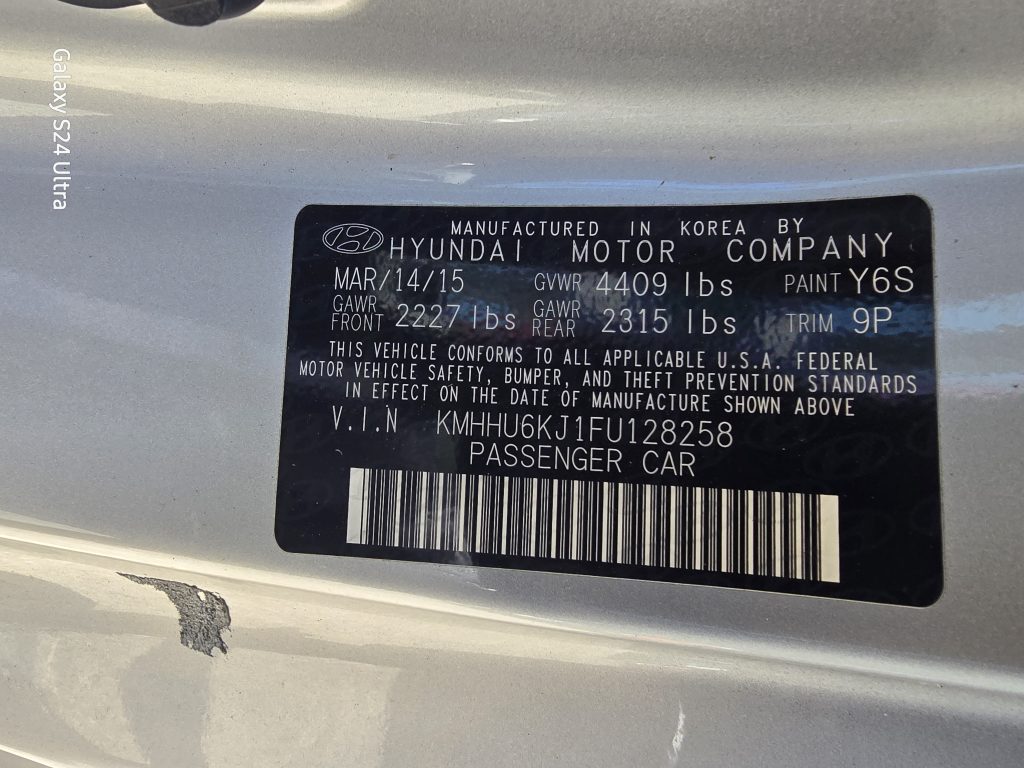 MANUFACTURED IN KOREA BY
HYUNDAI MOTOR COMPANY
MAR/14/15 GVWR 4409 lbs PAINT Y6S
GAWR FRONT 2227 lbs GAWR REAR 2315 lbs TRIM 9P
THIS VEHICLE CONFORMS TO ALL APPLICABLE U.S.A. FEDERAL
MOTOR VEHICLE SAFETY, BUMPER, AND THEFT PREVENTION STANDARDS
IN EFFECT ON THE DATE OF MANUFACTURE SHOWN ABOVE
V.I.N KMHHU6KJ1FU128258
PASSENGER CAR
Galaxy S24 Ultra